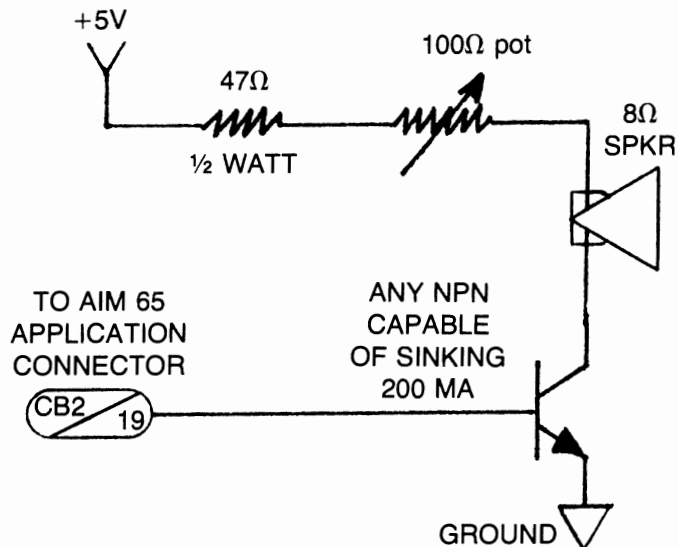 +5V
47Ω
½ WATT
100Ω pot
8Ω
SPKR
TO AIM 65
APPLICATION
CONNECTOR
CB2
19
ANY NPN
CAPABLE
OF SINKING
200 MA
GROUND